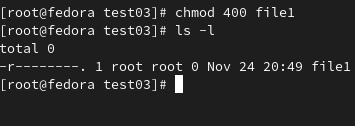 [root@fedora test03]# chmod 400 file1
[root@fedora test03]# ls -l
total 0
-r--------. 1 root root 0 Nov 24 20:49 file1
[root@fedora test03]#